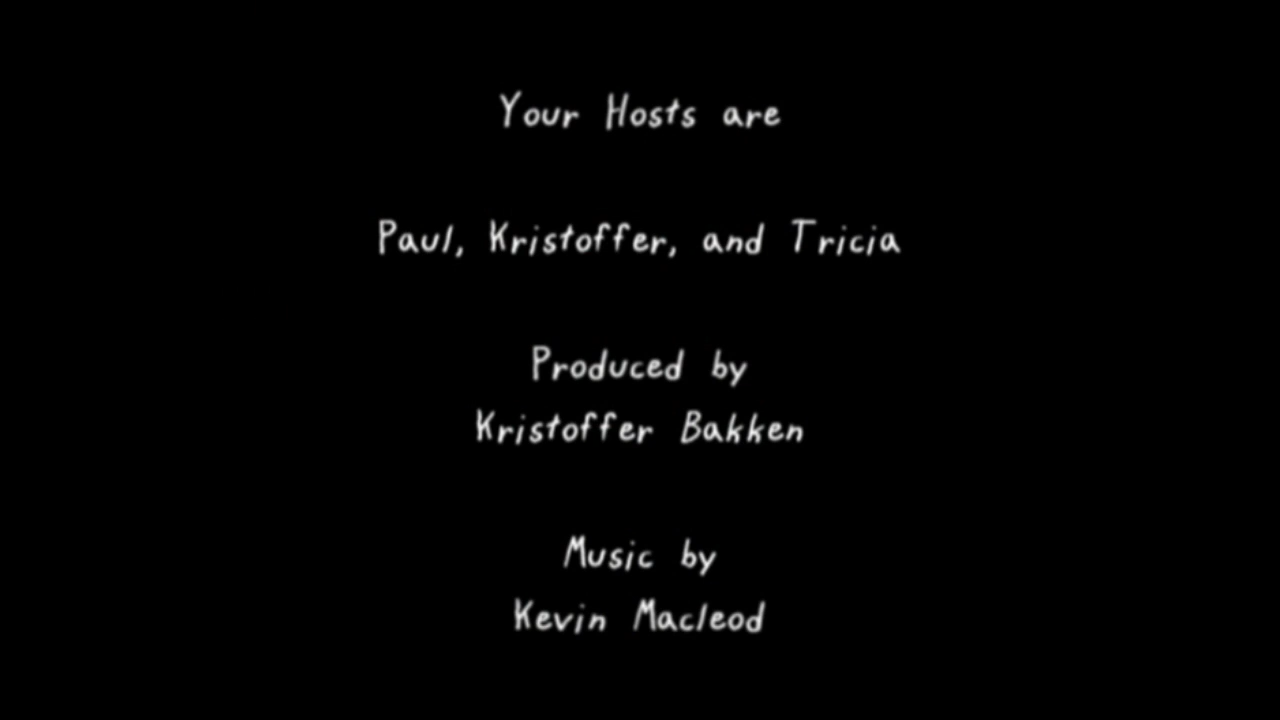 Your Hosts are
Paul, Kristoffer, and Tricia
Produced by
Kristoffer Bakken
Music by
Kevin Macleod